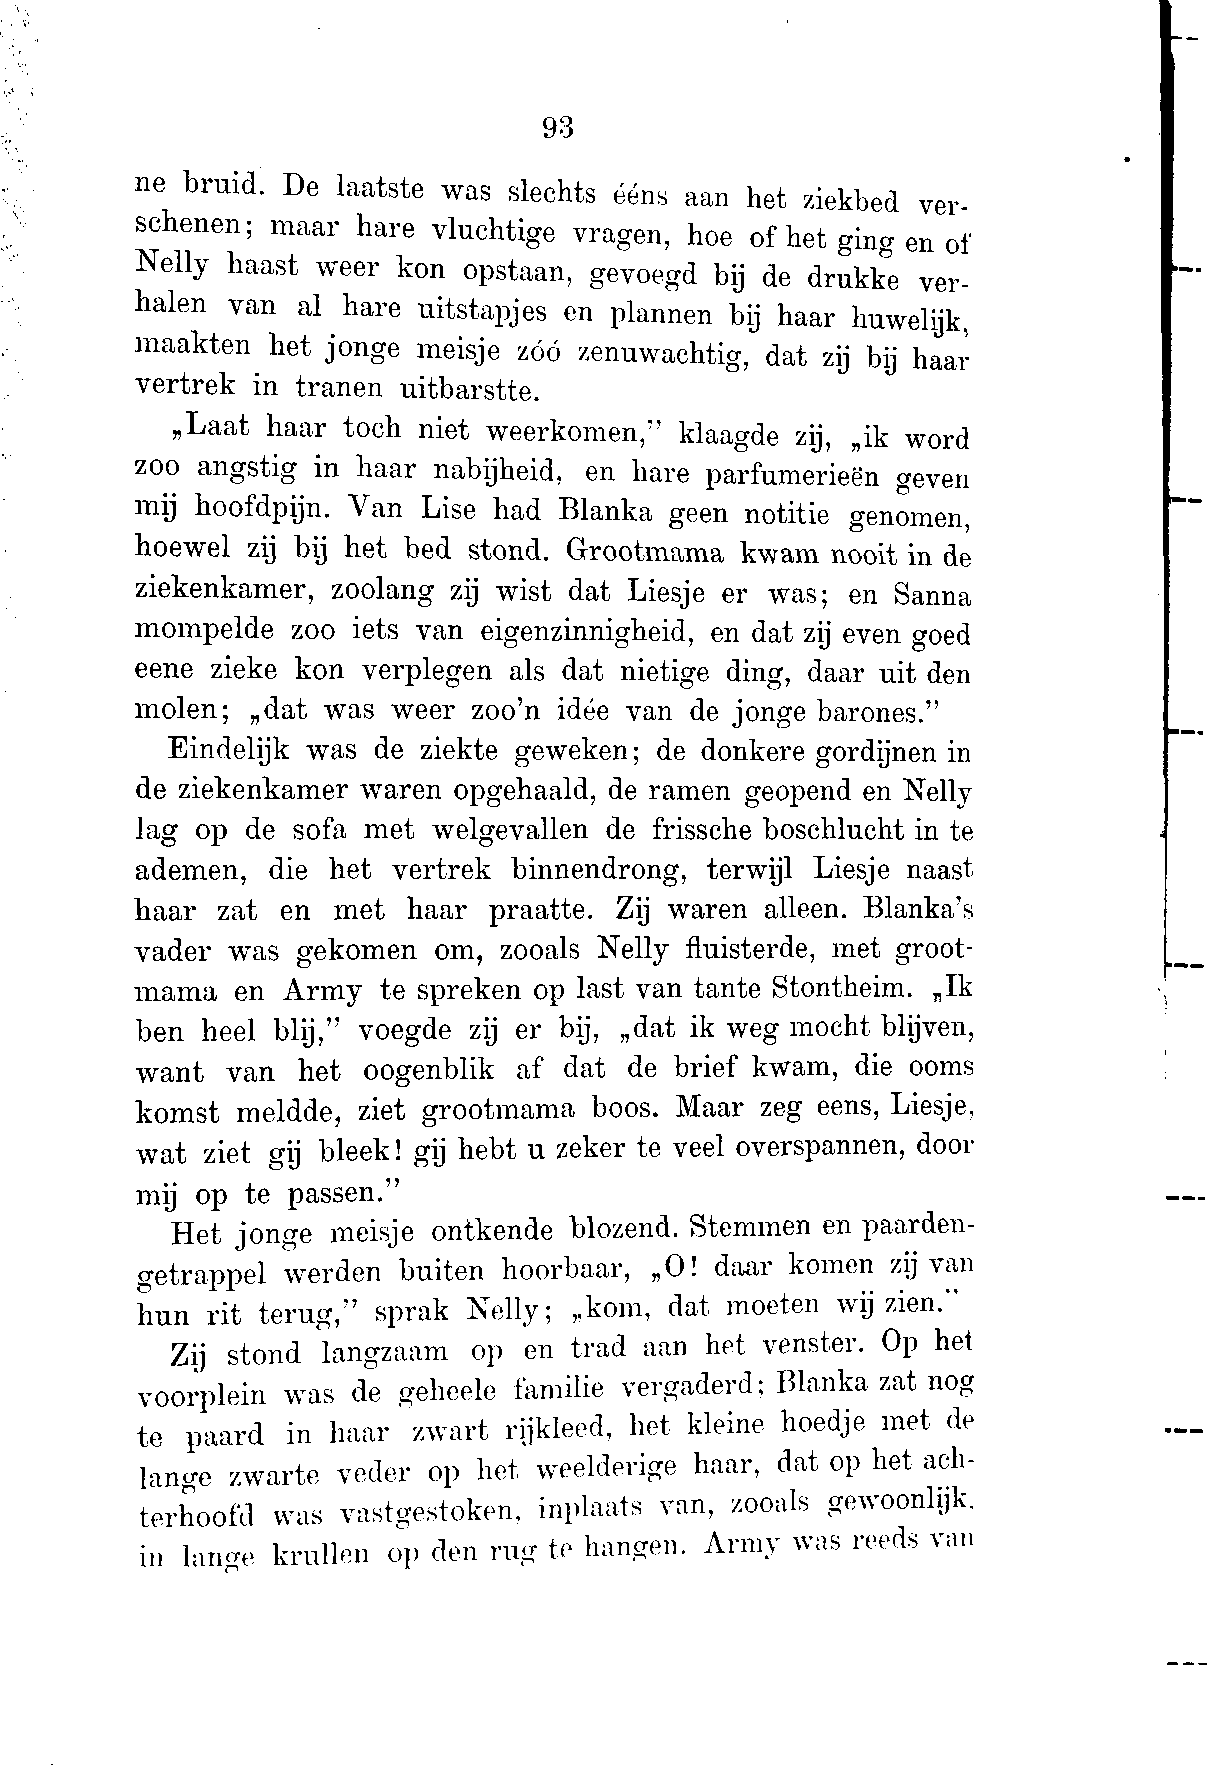 93
ne bruid. De laatste was slechts ééns aan het ziekbed ver-
schenen; maar hare vluchtige vragen, hoe of het ging en of
Nelly haast weer kon opstaan, gevoegd bij de drukke ver-
halen van al hare uitstapjes en plannen bij haar huwelijk,
maakten het jonge meisje zóó zenuwachtig, dat zij bij haar
vertrek in tranen uitbarstte.
„Laat haar toch niet weerkomen,” klaagde zij, „ik word
zoo angstig in haar nabijheid, en hare parfumerieën geven
mij hoofdpijn. Van Lise had Blanka geen notitie genomen,
hoewel zij bij het bed stond. Grootmama kwam nooit in de
ziekenkamer, zoolang zij wist dat Liesje er was; en Sanna
mompelde zoo iets van eigenzinnigheid, en dat zij even goed
eene zieke kon verplegen als dat nietige ding, daar uit den
molen; „dat was weer zoo'n idée van de jonge barones.”
Eindelijk was de ziekte geweken; de donkere gordijnen in
de ziekenkamer waren opgehaald, de ramen geopend en Nelly
lag op de sofa met welgevallen de frissche boschlucht in te
ademen, die het vertrek binnendrong, terwijl Liesje naast
haar zat en met haar praatte. Zij waren alleen. Blanka's
vader was gekomen om, zooals Nelly fluisterde, met groot-
mama en Army te spreken op last van tante Stontheim. „Ik
ben heel blij,” voegde zij er bij, „dat ik weg mocht blijven,
want van het oogenblik af dat de brief kwam, die ooms
komst meldde, ziet grootmama boos. Maar zeg eens, Liesje,
wat ziet gij bleek! gij hebt u zeker te veel overspannen, door
mij op te passen.”
Het jonge meisje ontkende blozend. Stemmen en paarden-
getrappel werden buiten hoorbaar, „O! daar komen zij van
hun rit terug,” sprak Nelly; „kom, dat moeten wij zien.”
Zij stond langzaam op en trad aan het venster. Op het
voorplein was de geheele familie vergaderd; Blanka zat nog
te paard in haar zwart rijkleed, het kleine hoedje met de
lange zwarte veder op het weelderige haar, dat op het ach-
terhoofd was vastgestoken, inplaats van, zooals gewoonlijk,
in lange krullen op den rug te hangen. Army was reeds van